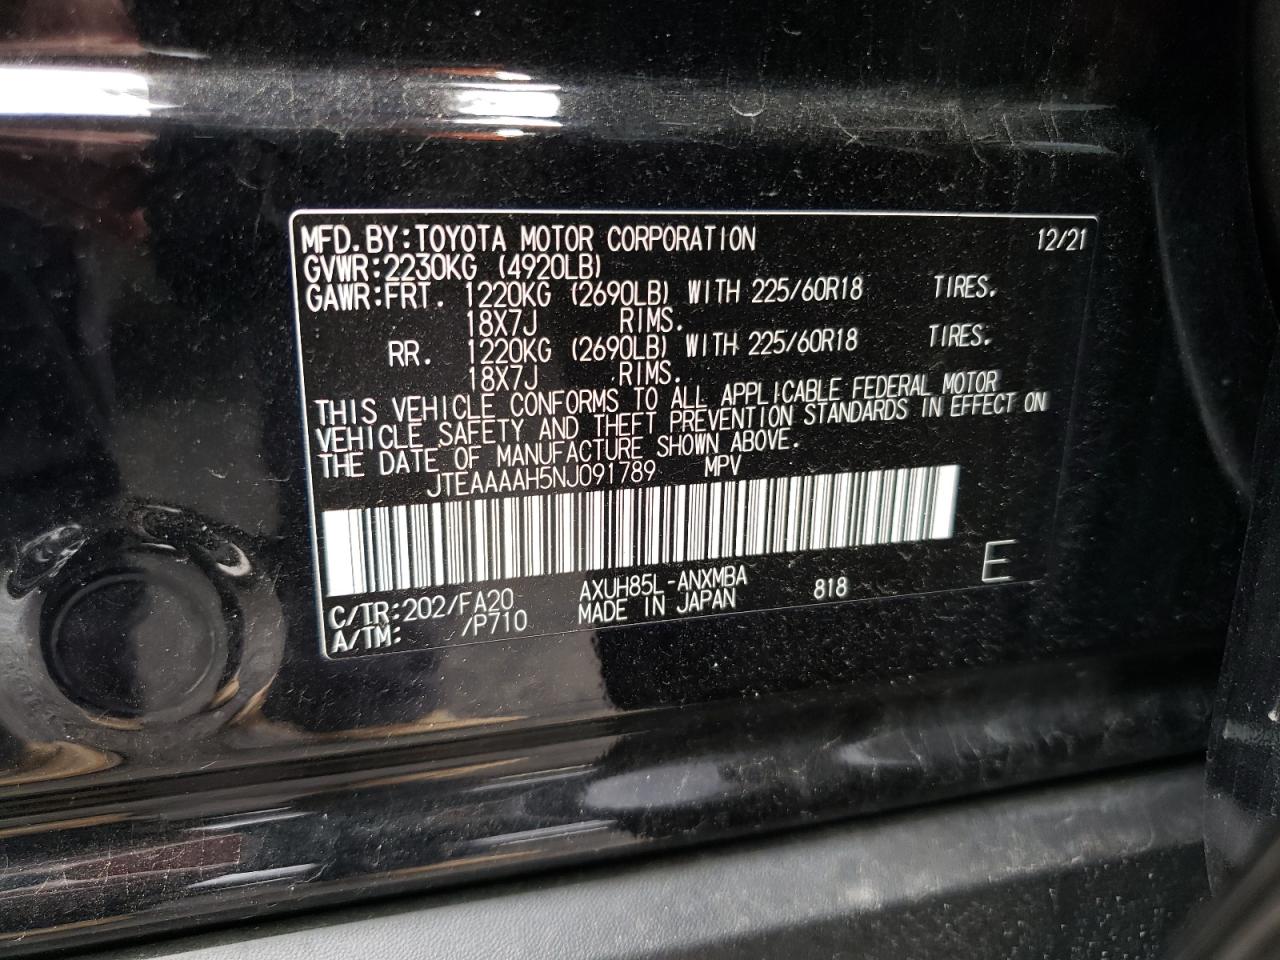 MFD.BY:TOYOTA MOTOR CORPORATION 12/21
GVWR:2230KG (4920LB)
GAWR:FRT. 1220KG (2690LB) WITH 225/60R18 TIRES.
18X7J RIMS.
RR. 1220KG (2690LB) WITH 225/60R18 TIRES.
18X7J RIMS.
THIS VEHICLE CONFORMS TO ALL APPLICABLE FEDERAL MOTOR
VEHICLE SAFETY AND THEFT PREVENTION STANDARDS IN EFFECT ON
THE DATE OF MANUFACTURE SHOWN ABOVE.
JTEAAAAH5NJ091789 MPV
C/TR:202/FA20 AXUH85L-ANXMBA 818 E
A/TM: /P710 MADE IN JAPAN